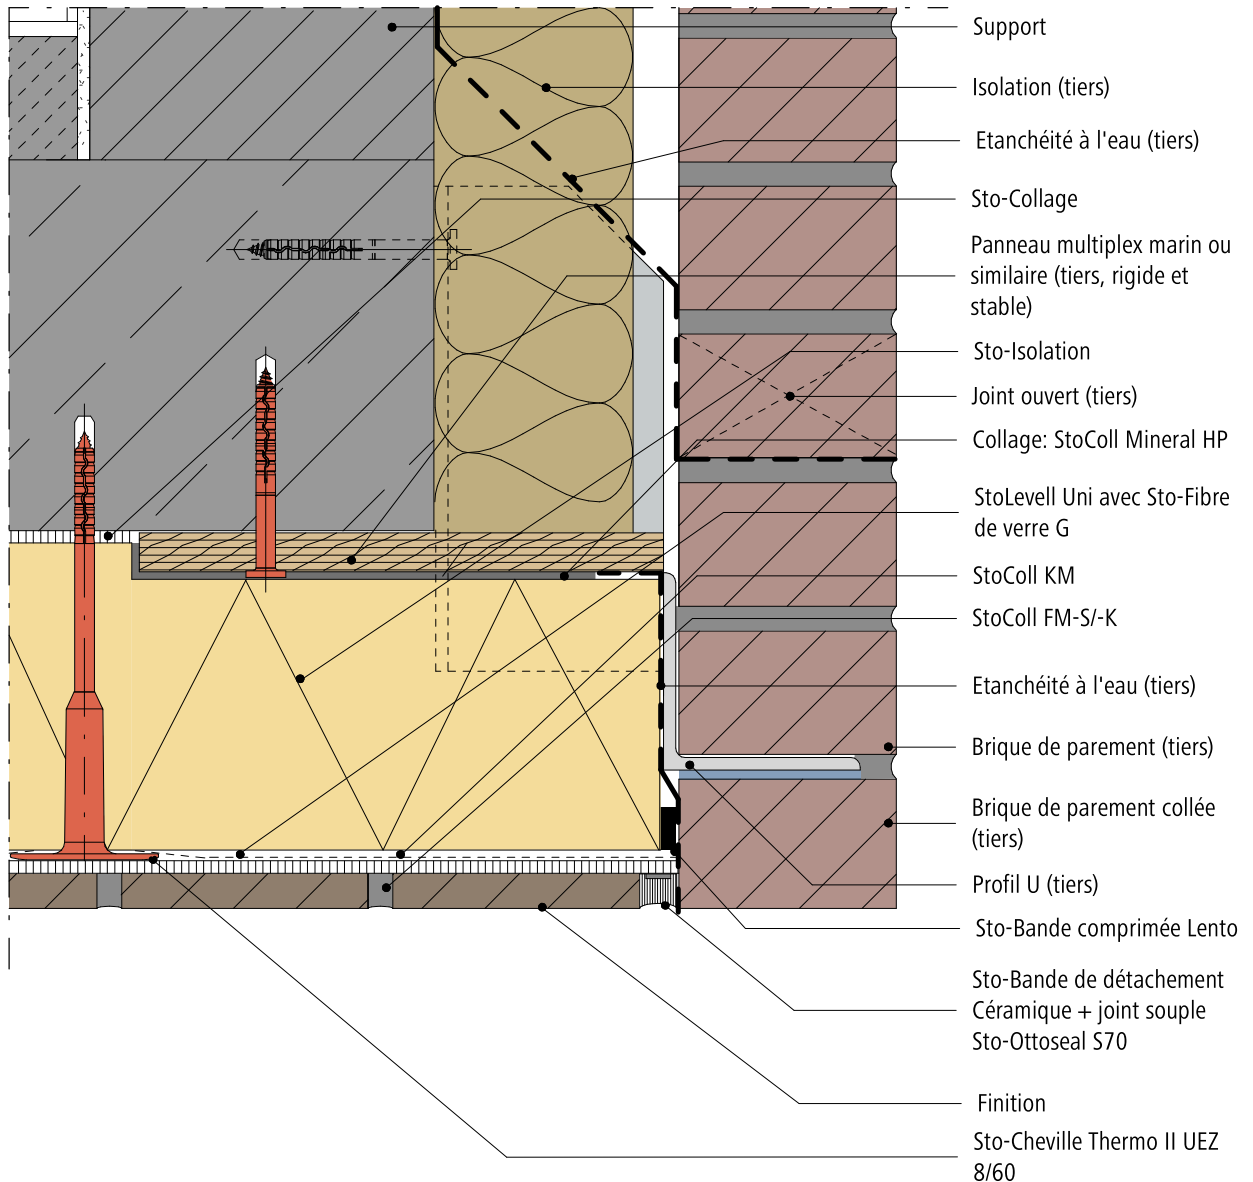 Support
Isolation (tiers)
Etanchéité à l'eau (tiers)
Sto-Collage
Panneau multiplex marin ou
similaire (tiers, rigide et
stable)
Sto-Isolation
Joint ouvert (tiers)
Collage: StoColl Mineral HP
StoLevell Uni avec Sto-Fibre
de verre G
StoColl KM
StoColl FM-S/-K
Etanchéité à l'eau (tiers)
Brique de parement (tiers)
Brique de parement collée
(tiers)
Profil U (tiers)
Sto-Bande comprimée Lento
Sto-Bande de détachement
Céramique + joint souple
Sto-Ottoseal S70
Finition
Sto-Cheville Thermo II UEZ
8/60